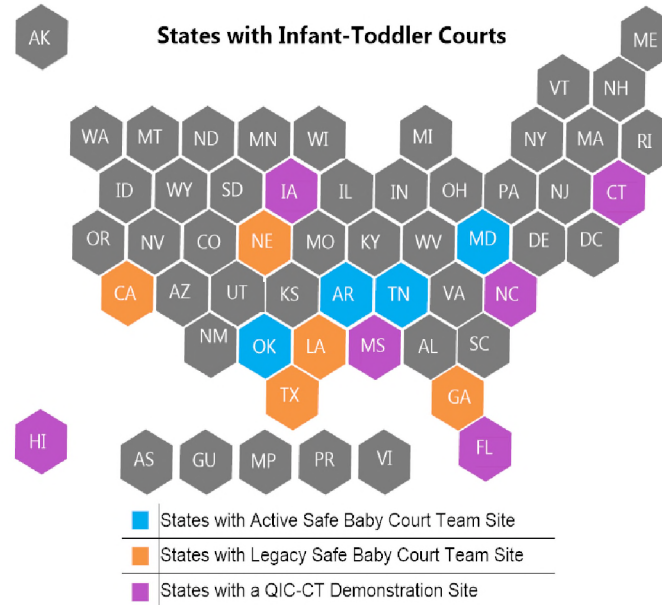 AK
States with Infant-Toddler Courts
ME
VT NH
WA MT ND MN WI MI NY MA RI
ID WY SD IA IL IN OH PA NJ CT
OR NV CO NE MO KY WV MD DE DC
CA AZ UT KS AR TN VA NC
NM OK LA MS AL SC
TX GA
HI FL
AS GU MP PR VI
States with Active Safe Baby Court Team Site
States with Legacy Safe Baby Court Team Site
States with a QIC-CT Demonstration Site